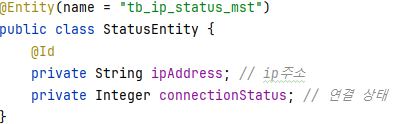 @Entity(name = "tb_ip_status_mst")
public class StatusEntity {
@Id
private String ipAddress; // ip주소
private Integer connectionStatus; // 연결 상태
}